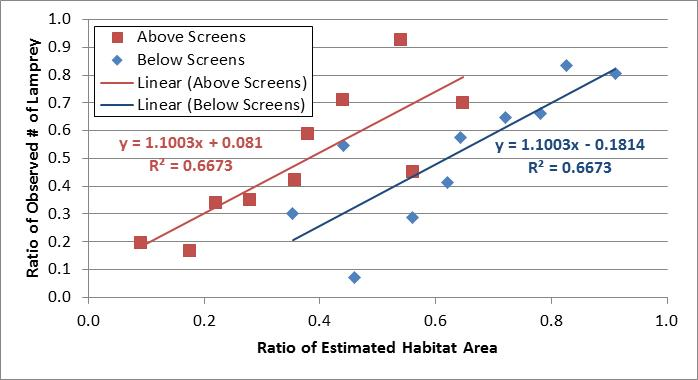 1.0
0.9
0.8
0.7
0.6
0.5
0.4
0.3
0.2
0.1
0.0
Ratio of Observed # of Lamprey
Above Screens
Below Screens
Linear (Above Screens)
Linear (Below Screens)
y = 1.1003x + 0.081
R² = 0.6673
y = 1.1003x - 0.1814
R² = 0.6673
0.0 0.2 0.4 0.6 0.8 1.0
Ratio of Estimated Habitat Area